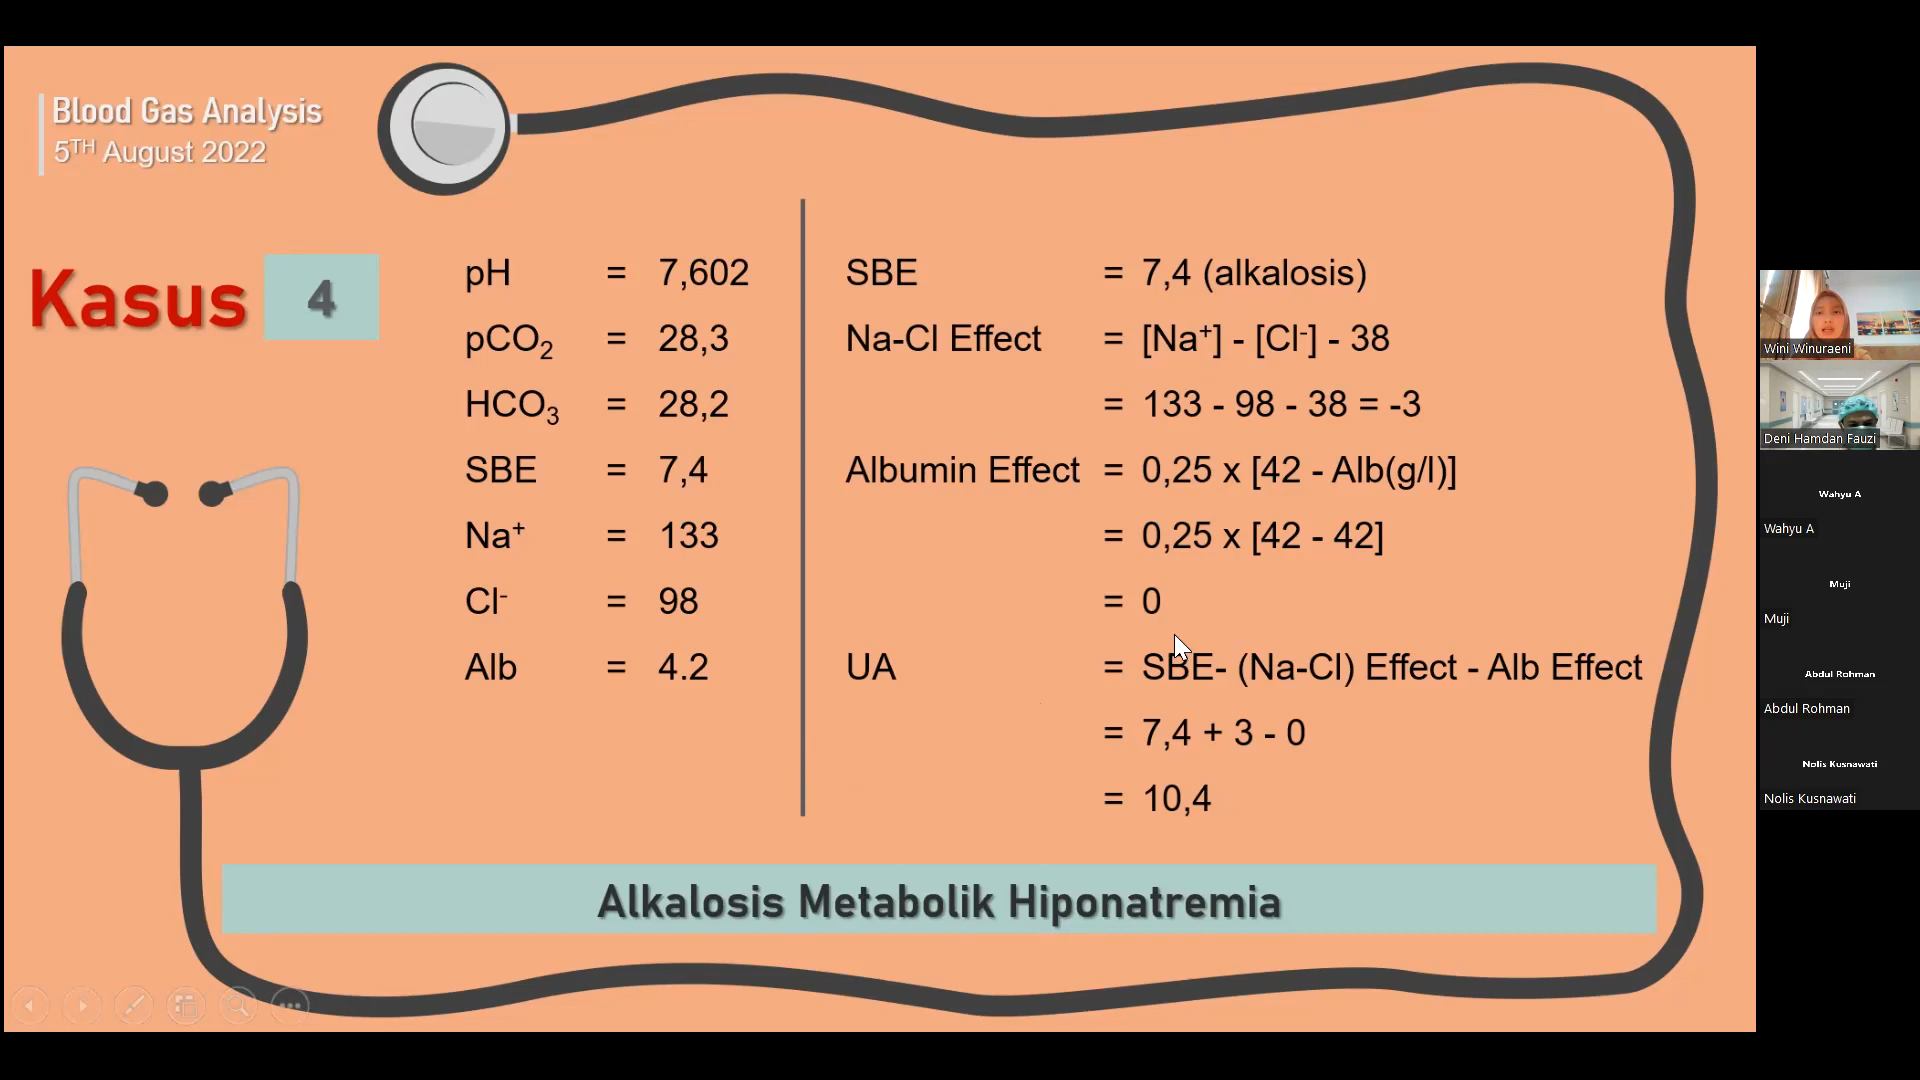 Blood Gas Analysis
5TH August 2022
Kasus 4
pH = 7,602
pCO2 = 28,3
HCO3 = 28,2
SBE = 7,4
Na+ = 133
Cl- = 98
Alb = 4.2
SBE = 7,4 (alkalosis)
Na-Cl Effect = [Na+] - [Cl-] - 38
= 133 - 98 - 38 = -3
Albumin Effect = 0,25 x [42 - Alb(g/l)]
= 0,25 x [42 - 42]
= 0
UA = SBE- (Na-Cl) Effect - Alb Effect
= 7,4 + 3 - 0
= 10,4
Alkalosis Metabolik Hiponatremia
Wini Winuraeni
Deni Hamdan Fauzi
Wahyu A
Wahyu A
Muji
Muji
Abdul Rohman
Abdul Rohman
Nolis Kusnawati
Nolis Kusnawati